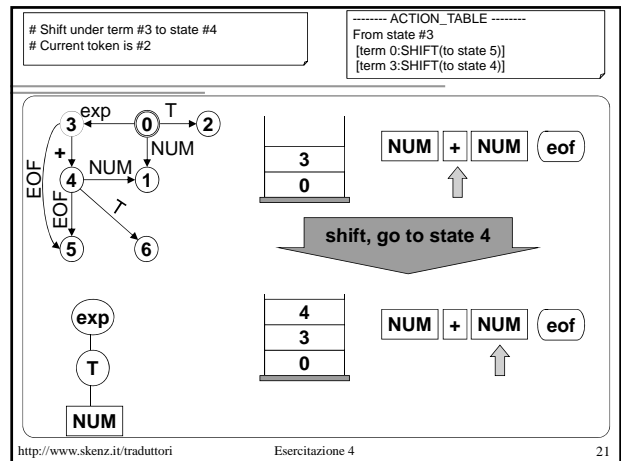 # Shift under term #3 to state #4
# Current token is #2
-------- ACTION_TABLE --------
From state #3
[term 0:SHIFT(to state 5)]
[term 3:SHIFT(to state 4)]
3 exp 0 T 2
+ NUM
EOF 4 NUM 1
EOF T
5 6
3
0
NUM + NUM eof
shift, go to state 4
exp
T
NUM
4
3
0
NUM + NUM eof
http://www.skenz.it/traduttori Esercitazione 4 21